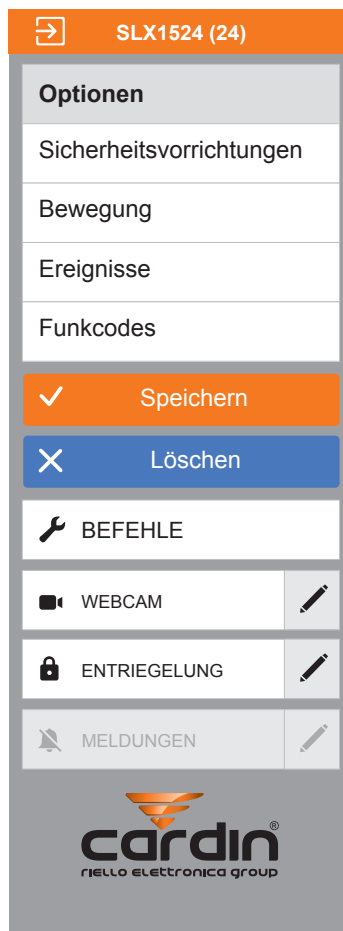 SLX1524 (24)
Optionen
Sicherheitsvorrichtungen
Bewegung
Ereignisse
Funkcodes
Speichern
Löschen
BEFEHLE
WEBCAM
ENTRIEGELUNG
MELDUNGEN
cardin®
riello elettronica group